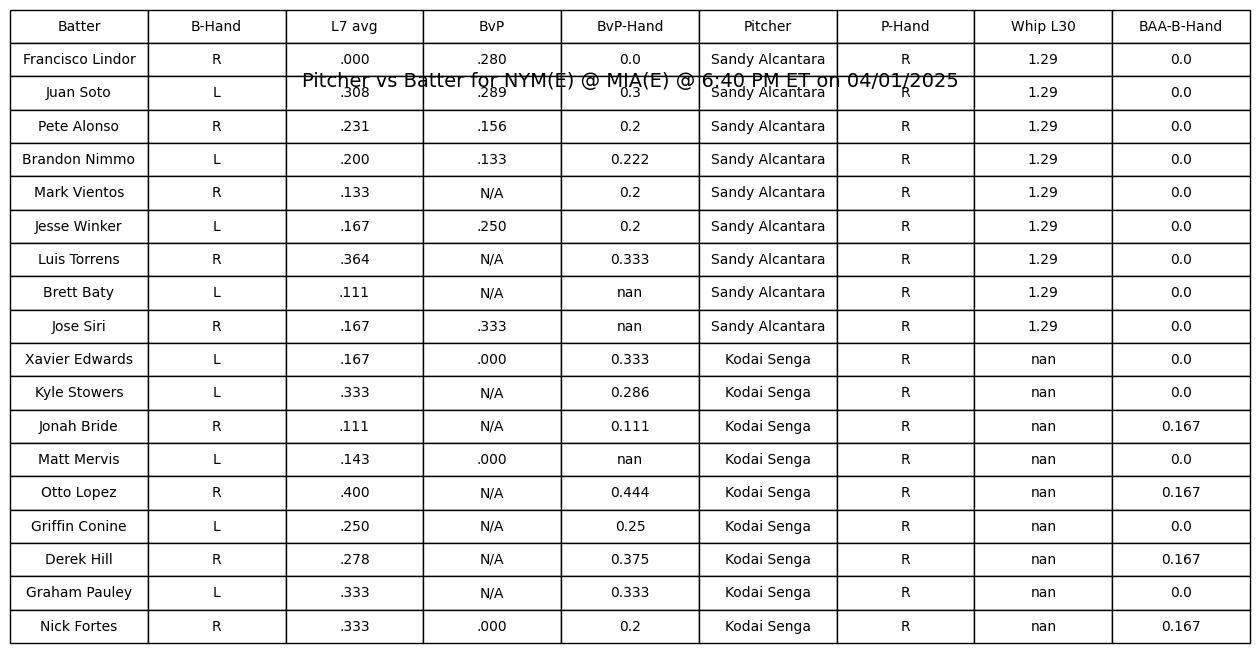 Batter B-Hand L7 avg BvP BvP-Hand Pitcher P-Hand Whip L30 BAA-B-Hand
Francisco Lindor R .000 .280 0.0 Sandy Alcantara R 1.29 0.0
Pitcher vs Batter for NYM(E) @ MIA(E) @ 6:40 PM ET on 04/01/2025
Juan Soto L .308 .289 0.3 Sandy Alcantara R 1.29 0.0
Pete Alonso R .231 .156 0.2 Sandy Alcantara R 1.29 0.0
Brandon Nimmo L .200 .133 0.222 Sandy Alcantara R 1.29 0.0
Mark Vientos R .133 N/A 0.2 Sandy Alcantara R 1.29 0.0
Jesse Winker L .167 .250 0.2 Sandy Alcantara R 1.29 0.0
Luis Torrens R .364 N/A 0.333 Sandy Alcantara R 1.29 0.0
Brett Baty L .111 N/A nan Sandy Alcantara R 1.29 0.0
Jose Siri R .167 .333 nan Sandy Alcantara R 1.29 0.0
Xavier Edwards L .167 .000 0.333 Kodai Senga R nan 0.0
Kyle Stowers L .333 N/A 0.286 Kodai Senga R nan 0.0
Jonah Bride R .111 N/A 0.111 Kodai Senga R nan 0.167
Matt Mervis L .143 .000 nan Kodai Senga R nan 0.0
Otto Lopez R .400 N/A 0.444 Kodai Senga R nan 0.167
Griffin Conine L .250 N/A 0.25 Kodai Senga R nan 0.0
Derek Hill R .278 N/A 0.375 Kodai Senga R nan 0.167
Graham Pauley L .333 N/A 0.333 Kodai Senga R nan 0.0
Nick Fortes R .333 .000 0.2 Kodai Senga R nan 0.167